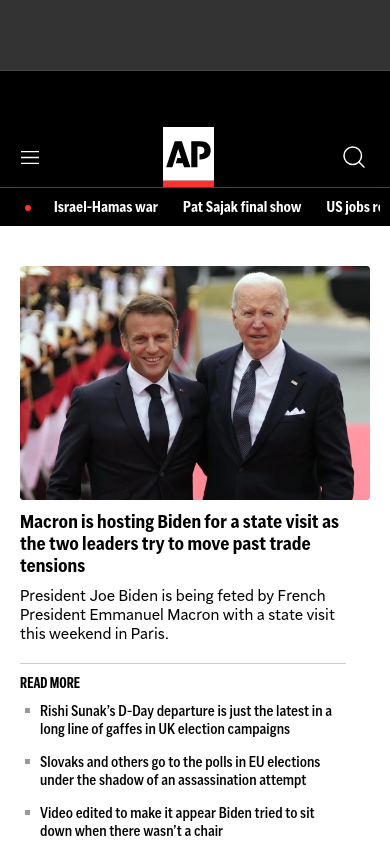 AP
Israel-Hamas war Pat Sajak final show US jobs
Macron is hosting Biden for a state visit as
the two leaders try to move past trade
tensions
President Joe Biden is being feted by French
President Emmanuel Macron with a state visit
this weekend in Paris.
READ MORE
Rishi Sunak's D-Day departure is just the latest in a
long line of gaffes in UK election campaigns
Slovaks and others go to the polls in EU elections
under the shadow of an assassination attempt
Video edited to make it appear Biden tried to sit
down when there wasn't a chair